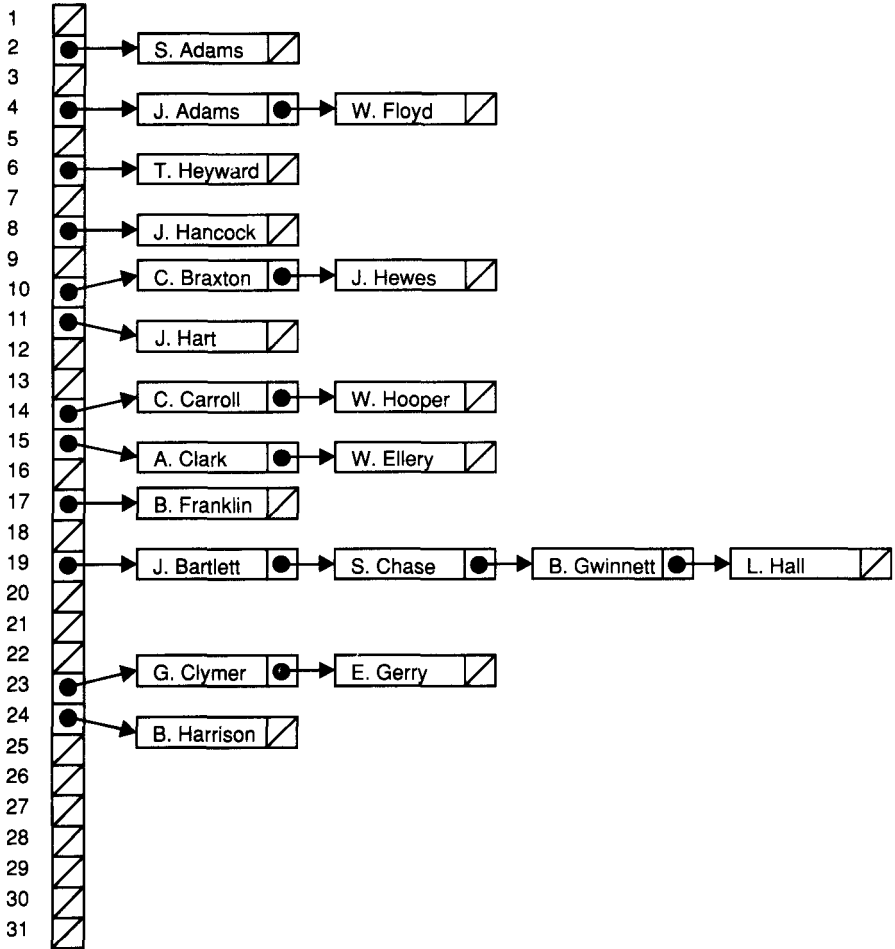 1
2 S. Adams
3
4 J. Adams W. Floyd
5
6 T. Heyward
7
8 J. Hancock
9 C. Braxton J. Hewes
10
11 J. Hart
12
13 C. Carroll W. Hooper
14
15 A. Clark W. Ellery
16
17 B. Franklin
18
19 J. Bartlett S. Chase B. Gwinnett L. Hall
20
21
22 G. Clymer E. Gerry
23
24 B. Harrison
25
26
27
28
29
30
31